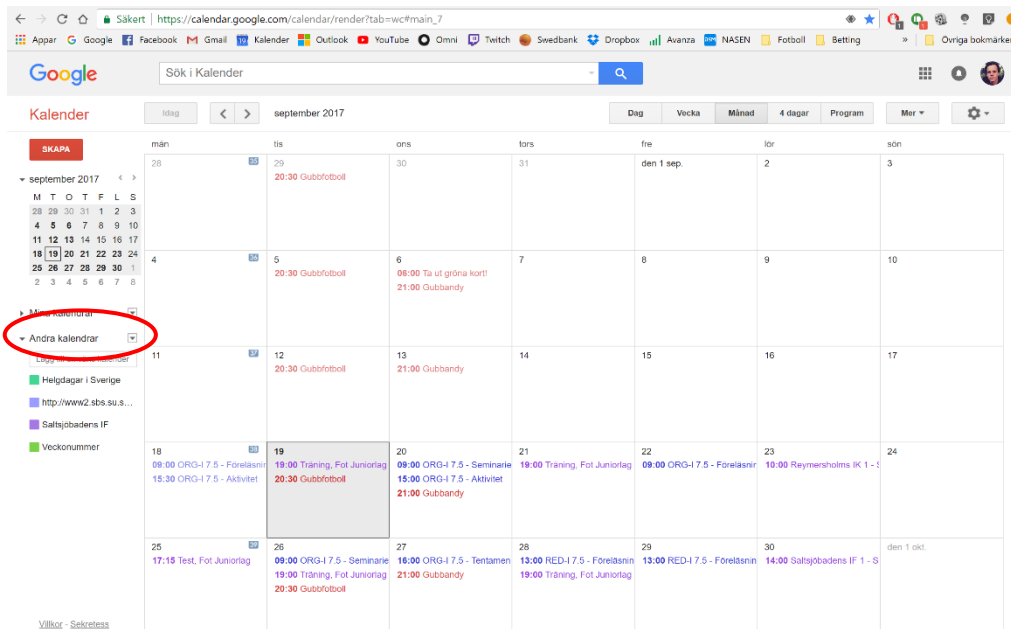 Säkert | https://calendar.google.com/calendar/render?tab=wc#main_7
Appar G Google Facebook Gmail Kalender Outlook YouTube Omni Twitch Swedbank Dropbox Avanza NASEN Fotboll Betting » Övriga bokmärken
Google Sök i Kalender
Kalender Idag september 2017 Dag Vecka Månad 4 dagar Program Mer
SKAPA
september 2017
M T O T F L S
28 29 30 31 1 2 3
4 5 6 7 8 9 10
11 12 13 14 15 16 17
18 19 20 21 22 23 24
25 26 27 28 29 30 1
2 3 4 5 6 7 8
Mina kalendrar
Andra kalendrar
Helgdagar i Sverige
http://www2.sbs.su.s...
Saltsjöbadens IF
Veckonummer
Villkor - Sekretess
mån tis ons tors fre lör sön
28 35 29 30 31 den 1 sep. 2 3
20:30 Gubbfotboll
4 36 5 6 7 8 9 10
20:30 Gubbfotboll 06:00 Ta ut gröna kort!
21:00 Gubbandy
11 37 12 13 14 15 16 17
20:30 Gubbfotboll 21:00 Gubbandy
18 38 19 20 21 22 23 24
09:00 ORG-I 7.5 - Föreläsnin 19:00 Träning, Fot Juniorlag 09:00 ORG-I 7.5 - Seminarie 19:00 Träning, Fot Juniorlag 09:00 ORG-I 7.5 - Föreläsnin 10:00 Reymersholms IK 1 - S
15:30 ORG-I 7.5 - Aktivitet 20:30 Gubbfotboll 15:00 ORG-I 7.5 - Aktivitet
21:00 Gubbandy
25 39 26 27 28 29 30 den 1 okt.
17:15 Test, Fot Juniorlag 09:00 ORG-I 7.5 - Seminarie 16:00 ORG-I 7.5 - Tentamen 13:00 RED-I 7.5 - Föreläsnin 13:00 RED-I 7.5 - Föreläsnin 14:00 Saltsjöbadens IF 1 - S
19:00 Träning, Fot Juniorlag 21:00 Gubbandy 19:00 Träning, Fot Juniorlag
20:30 Gubbfotboll